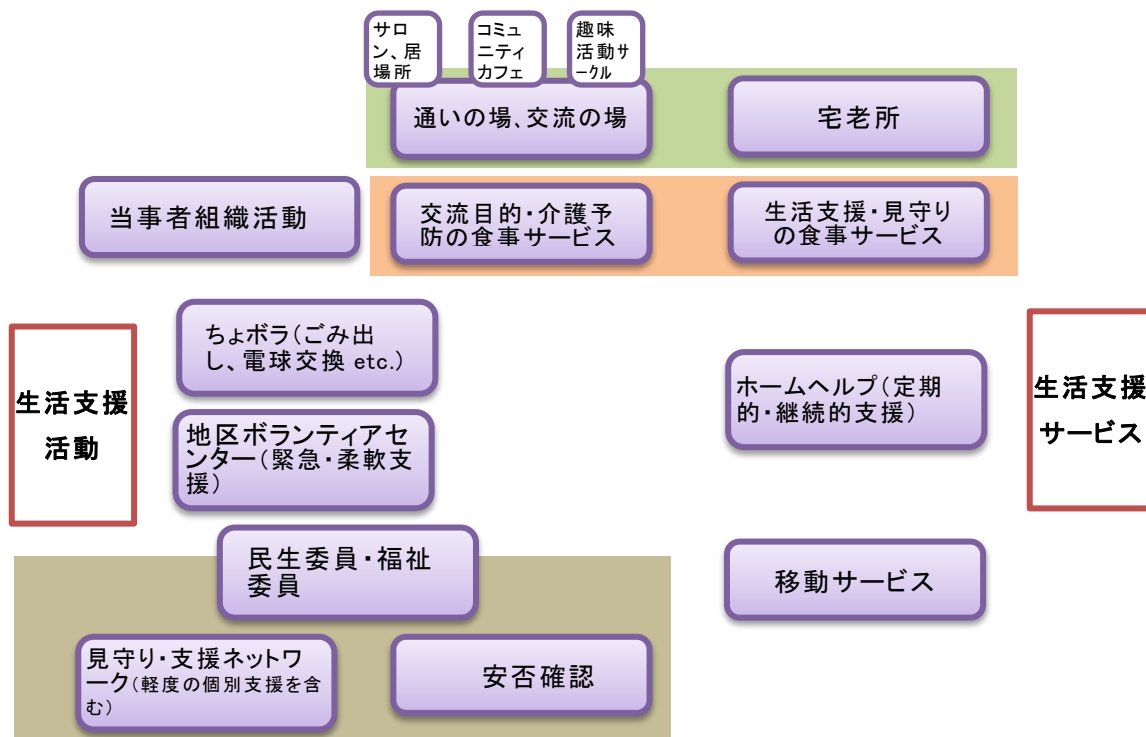 サロ
ン、居
場所
コミュ
ニティ
カフェ
趣味
活動サ
ークル
通いの場、交流の場
宅老所
当事者組織活動
交流目的・介護予
防の食事サービス
生活支援・見守り
の食事サービス
ちょボラ(ごみ出
し、電球交換 etc.)
生活支援
活動
地区ボランティアセ
ンター(緊急・柔軟支
援)
ホームヘルプ(定期
的・継続的支援)
生活支援
サービス
民生委員・福祉
委員
移動サービス
見守り・支援ネットワ
ーク(軽度の個別支援を含
む)
安否確認